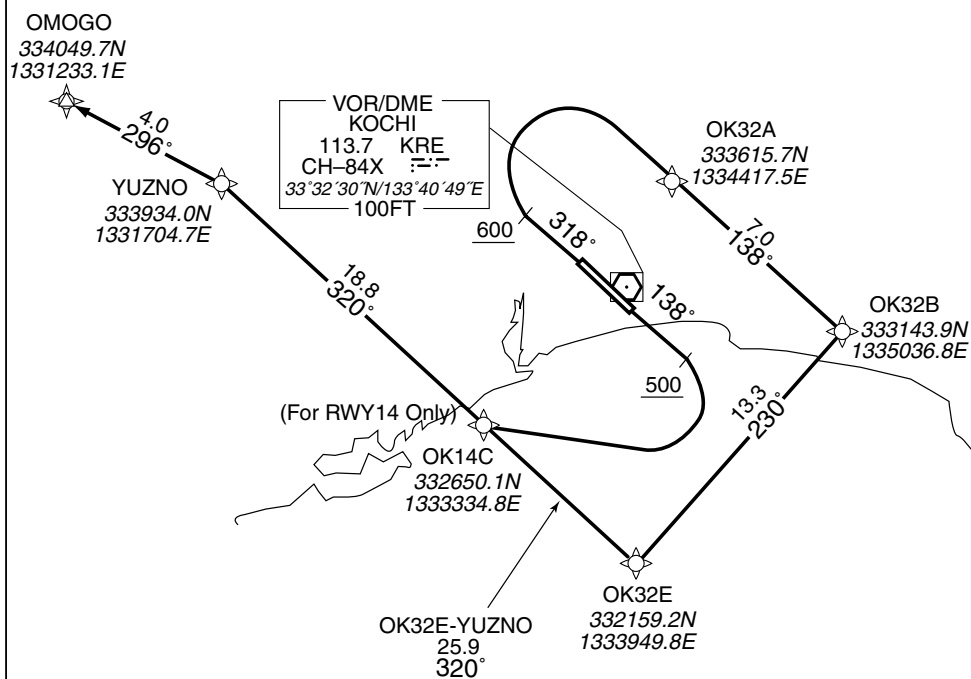 OMOGO
334049.7N
1331233.1E
4.0
296°
YUZNO
333934.0N
1331704.7E
VOR/DME
KOCHI
113.7 KRE
CH–84X
33°32´30˝N/133°40´49˝E
100FT
OK32A
333615.7N
1334417.5E
7.0
138°
600
318°
138°
18.8
320°
OK32B
333143.9N
1335036.8E
500
13.3
230°
(For RWY14 Only)
OK14C
332650.1N
1333334.8E
OK32E
332159.2N
1333949.8E
OK32E-YUZNO
25.9
320°